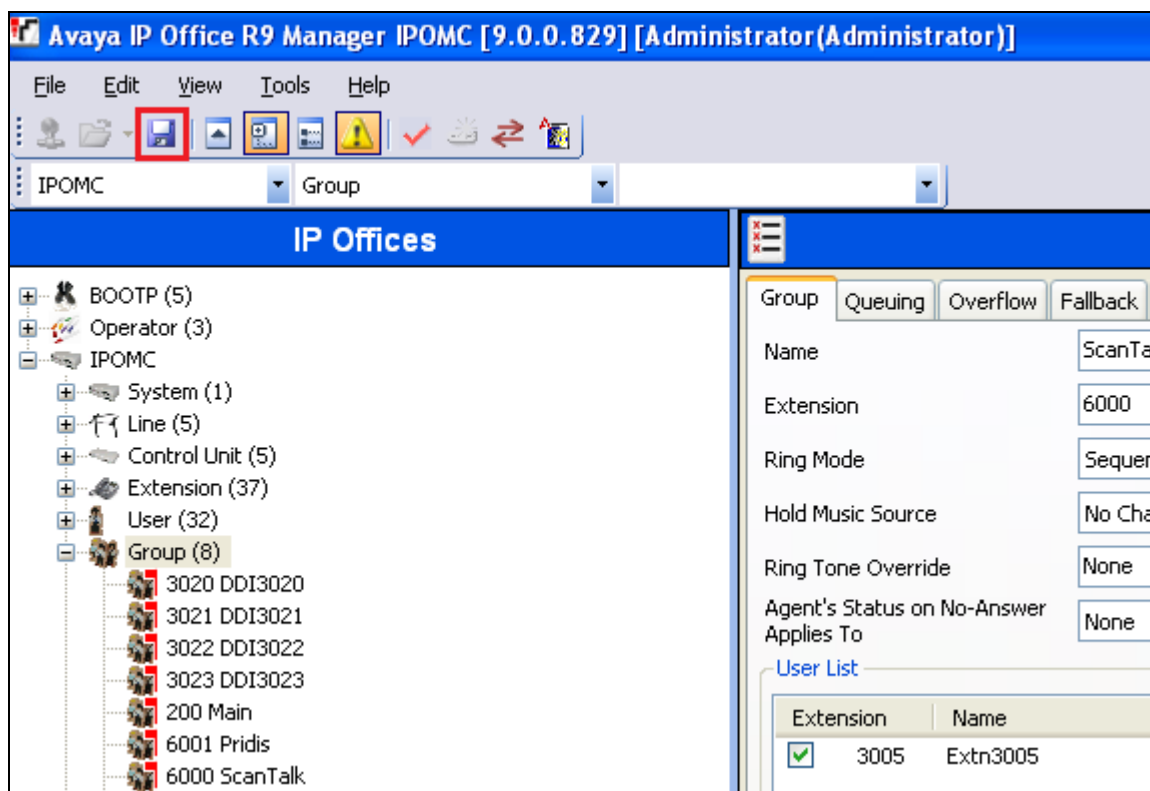 Avaya IP Office R9 Manager IPOMC [9.0.0.829] [Administrator(Administrator)]
File Edit View Tools Help
IPOMC Group
IP Offices
BOOTP (5)
Operator (3)
IPOMC
System (1)
Line (5)
Control Unit (5)
Extension (37)
User (32)
Group (8)
3020 DDI3020
3021 DDI3021
3022 DDI3022
3023 DDI3023
200 Main
6001 Pridis
6000 ScanTalk
Group Queuing Overflow Fallback
Name ScanTa
Extension 6000
Ring Mode Sequen
Hold Music Source No Cha
Ring Tone Override None
Agent's Status on No-Answer
Applies To None
User List
Extension Name
3005 Extn3005